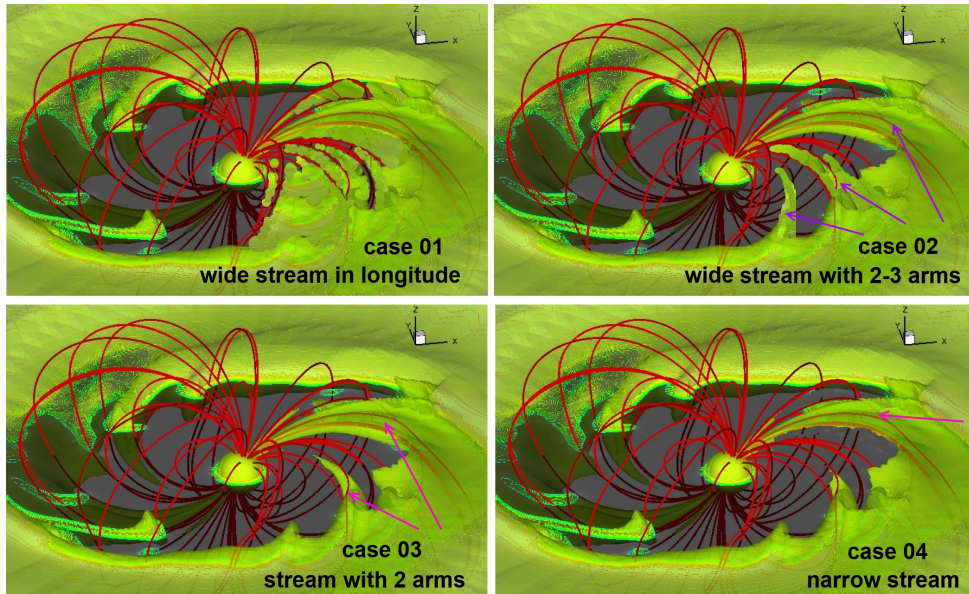 Z
Y
X
case 01
wide stream in longitude
Z
Y
X
case 02
wide stream with 2-3 arms
Z
Y
X
case 03
stream with 2 arms
Z
Y
X
case 04
narrow stream